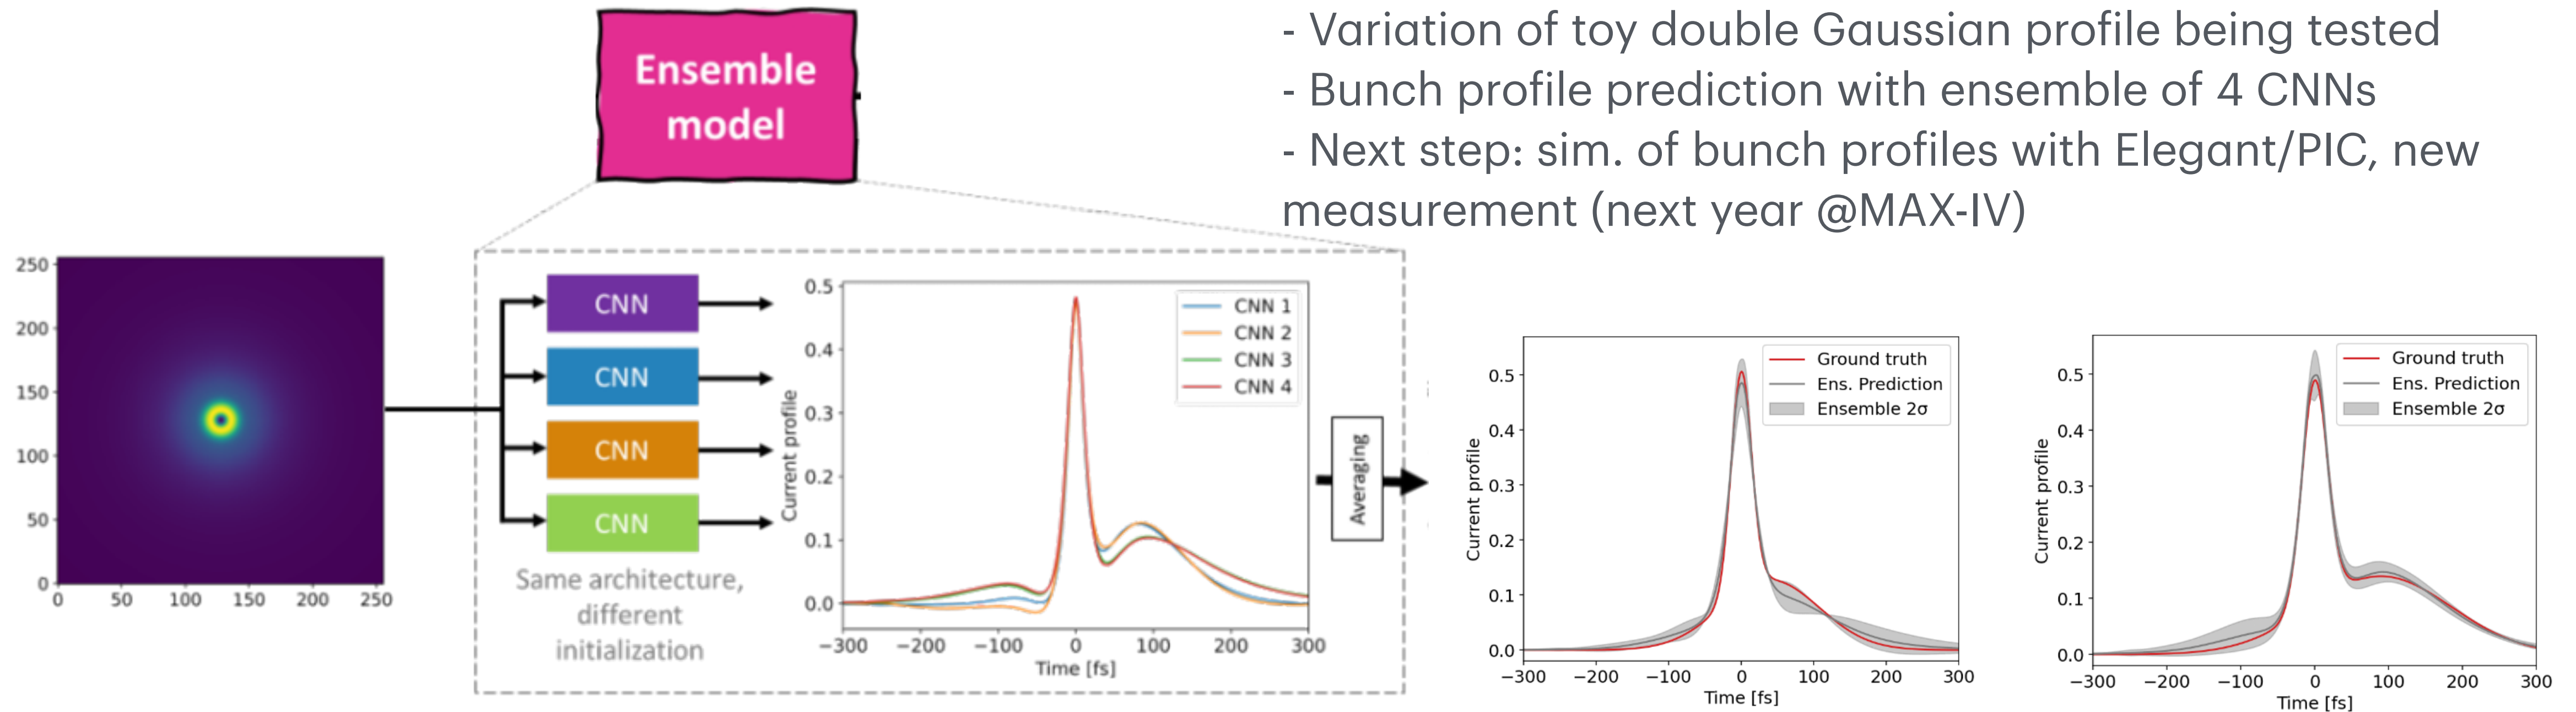 Ensemble
model
- Variation of toy double Gaussian profile being tested
- Bunch profile prediction with ensemble of 4 CNNs
- Next step: sim. of bunch profiles with Elegant/PIC, new
measurement (next year @MAX-IV)
250
200
150
100
50
0
0 50 100 150 200 250
CNN
CNN
CNN
CNN
Same architecture,
different
initialization
Current profile
0.5
0.4
0.3
0.2
0.1
0.0
CNN 1
CNN 2
CNN 3
CNN 4
−300 −200 −100 0 100 200 300
Time [fs]
Averaging
Current profile
0.5
0.4
0.3
0.2
0.1
0.0
Ground truth
Ens. Prediction
Ensemble 2σ
−300 −200 −100 0 100 200 300
Time [fs]
Current profile
0.5
0.4
0.3
0.2
0.1
0.0
Ground truth
Ens. Prediction
Ensemble 2σ
−300 −200 −100 0 100 200 300
Time [fs]